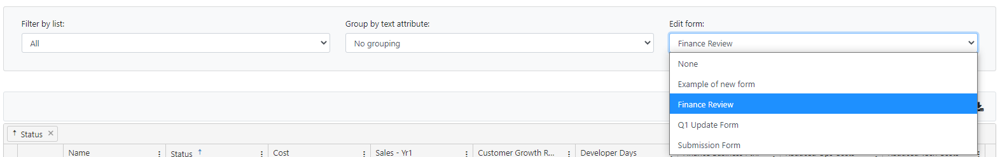 Filter by list:
Group by text attribute:
Edit form:
All
No grouping
Finance Review
None
Example of new form
Finance Review
Q1 Update Form
Submission Form
Status
Name
Status
Cost
Sales - Yr1
Customer Growth R...
Developer Days